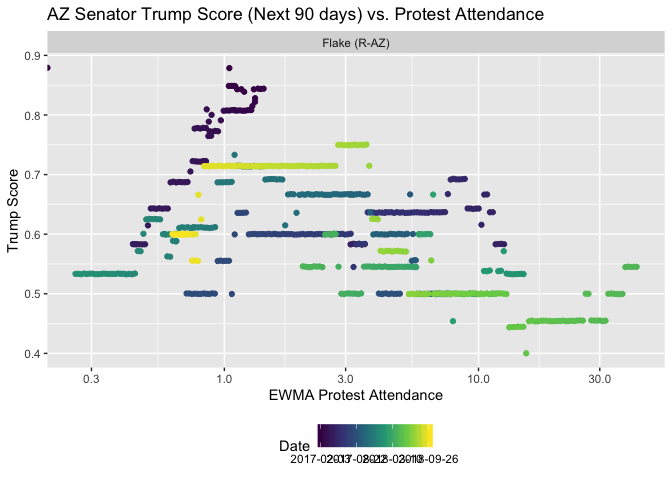 AZ Senator Trump Score (Next 90 days) vs. Protest Attendance
Flake (R-AZ)
0.9
0.8
0.7
0.6
0.5
0.4
Trump Score
0.3 1.0 3.0 10.0 30.0
EWMA Protest Attendance
Date
2018-09-26